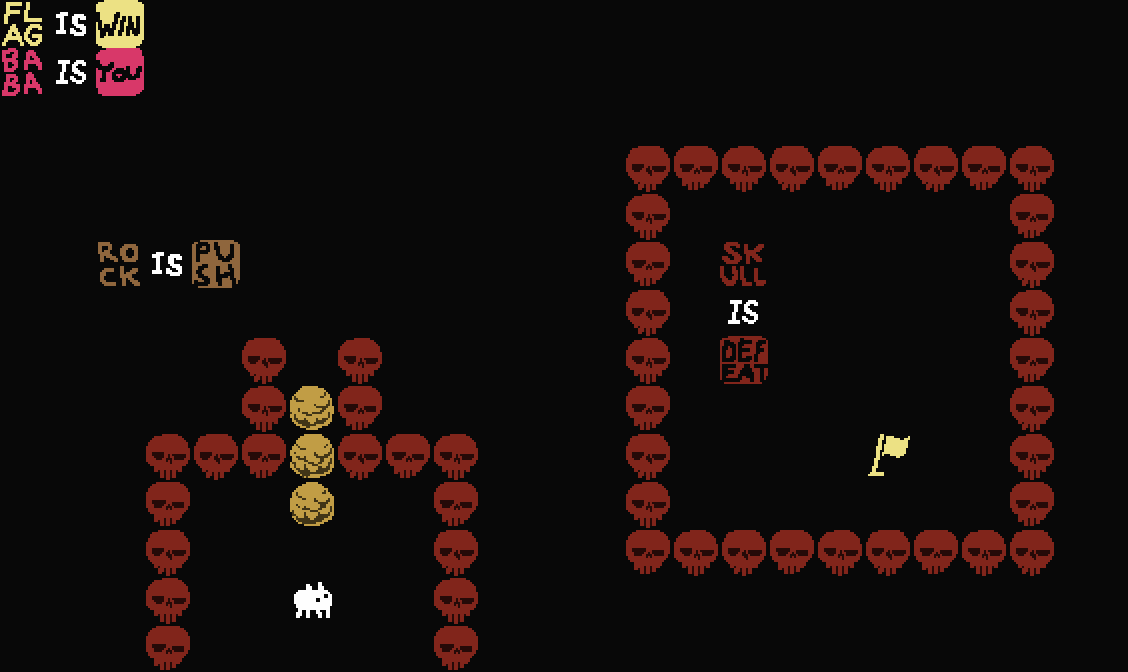 FLAG IS WIN
BABA IS YOU
ROCK IS PUSH
SKULL
IS
DEFEAT